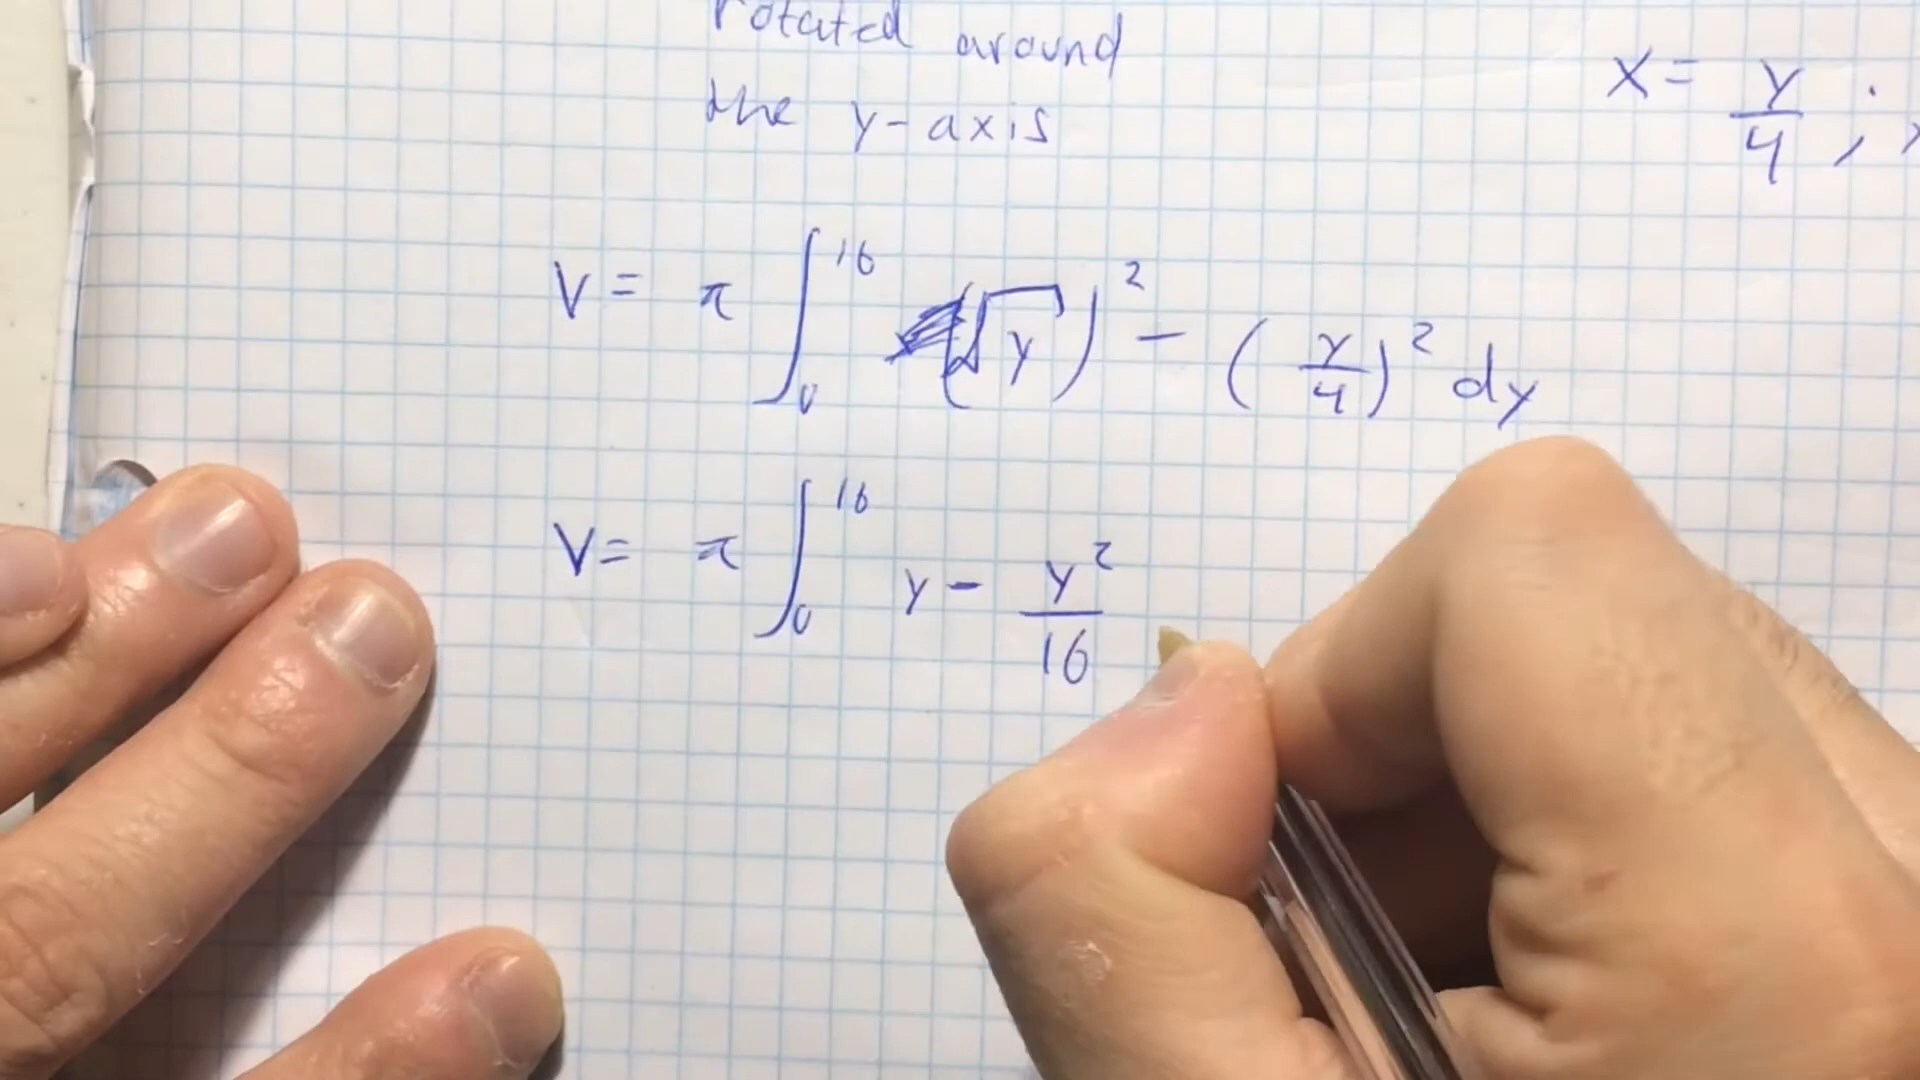 rotated around
the y-axis
x = y/4 ;
V = π ∫₀¹⁶ (√y)² - (y/4)² dy
V = π ∫₀¹⁶ y - y²/16